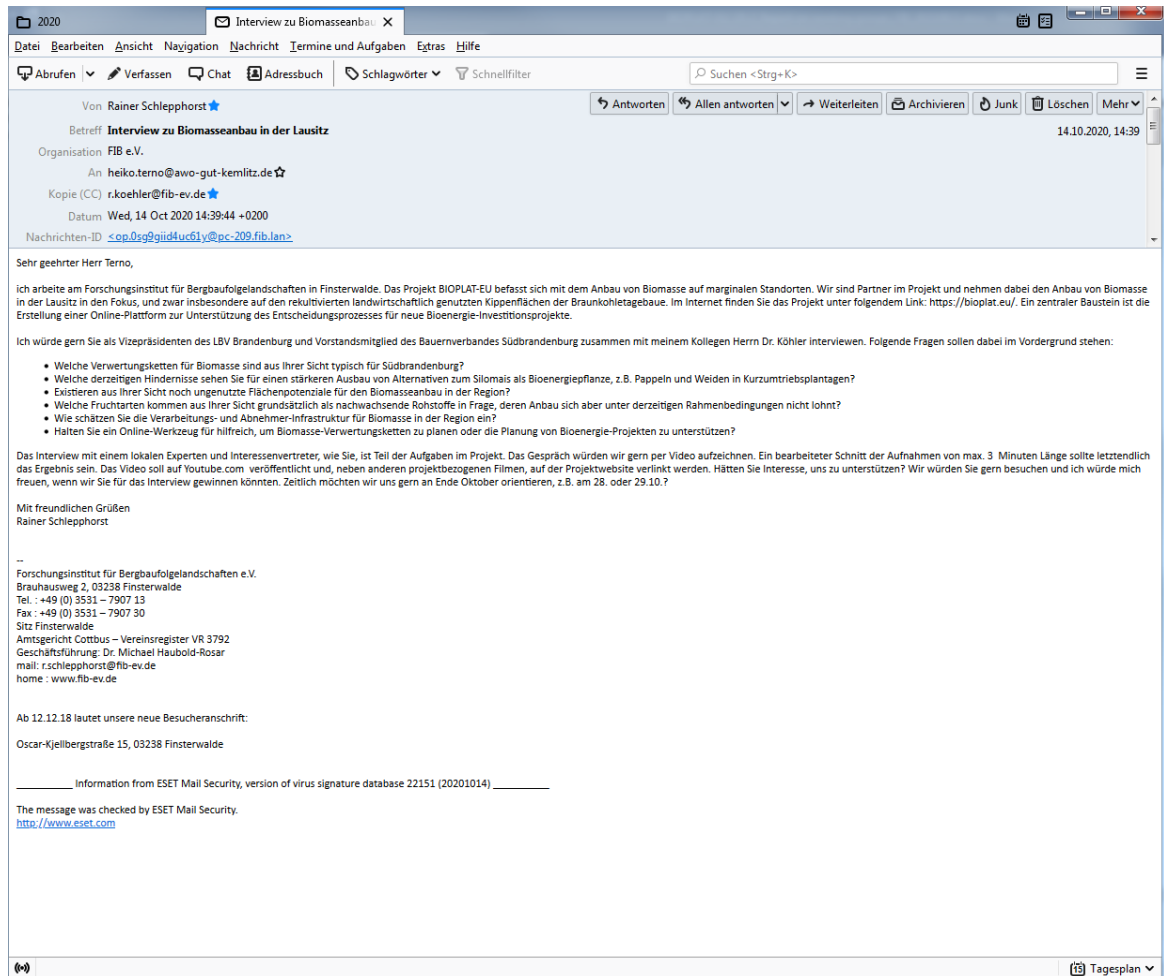 2020
Interview zu Biomasseanbau
Datei Bearbeiten Ansicht Navigation Nachricht Termine und Aufgaben Extras Hilfe
Abrufen Verfassen Chat Adressbuch Schlagwörter Schnellfilter Suchen <Strg+K>
Von Rainer Schlepphorst Antworten Allen antworten Weiterleiten Archivieren Junk Löschen Mehr
Betreff Interview zu Biomasseanbau in der Lausitz 14.10.2020, 14:39
Organisation FIB e.V.
An heiko.terno@awo-gut-kemlitz.de
Kopie (CC) r.koehler@fib-ev.de
Datum Wed, 14 Oct 2020 14:39:44 +0200
Nachrichten-ID <op.0sg9giid4uc61y@pc-209.fib.lan>
Sehr geehrter Herr Terno,
ich arbeite am Forschungsinstitut für Bergbaufolgelandschaften in Finsterwalde. Das Projekt BIOPLAT-EU befasst sich mit dem Anbau von Biomasse auf marginalen Standorten. Wir sind Partner im Projekt und nehmen dabei den Anbau von Biomasse
in der Lausitz in den Fokus, und zwar insbesondere auf den rekultivierten landwirtschaftlich genutzten Kippenflächen der Braunkohletagebaue. Im Internet finden Sie das Projekt unter folgendem Link: https://bioplat.eu/. Ein zentraler Baustein ist die
Erstellung einer Online-Plattform zur Unterstützung des Entscheidungsprozesses für neue Bioenergie-Investitionsprojekte.
Ich würde gern Sie als Vizepräsidenten des LBV Brandenburg und Vorstandsmitglied des Bauernverbandes Südbrandenburg zusammen mit meinem Kollegen Herrn Dr. Köhler interviewen. Folgende Fragen sollen dabei im Vordergrund stehen:
• Welche Verwertungsketten für Biomasse sind aus Ihrer Sicht typisch für Südbrandenburg?
• Welche derzeitigen Hindernisse sehen Sie für einen stärkeren Ausbau von Alternativen zum Silomais als Bioenergiepflanze, z.B. Pappeln und Weiden in Kurzumtriebsplantagen?
• Existieren aus Ihrer Sicht noch ungenutzte Flächenpotenziale für den Biomasseanbau in der Region?
• Welche Fruchtarten kommen aus Ihrer Sicht grundsätzlich als nachwachsende Rohstoffe in Frage, deren Anbau sich aber unter derzeitigen Rahmenbedingungen nicht lohnt?
• Wie schätzen Sie die Verarbeitungs- und Abnehmer-Infrastruktur für Biomasse in der Region ein?
• Halten Sie ein Online-Werkzeug für hilfreich, um Biomasse-Verwertungsketten zu planen oder die Planung von Bioenergie-Projekten zu unterstützen?
Das Interview mit einem lokalen Experten und Interessenvertreter, wie Sie, ist Teil der Aufgaben im Projekt. Das Gespräch würden wir gern per Video aufzeichnen. Ein bearbeiteter Schnitt der Aufnahmen von max. 3 Minuten Länge sollte letztendlich
das Ergebnis sein. Das Video soll auf Youtube.com veröffentlicht und, neben anderen projektbezogenen Filmen, auf der Projektwebsite verlinkt werden. Hätten Sie Interesse, uns zu unterstützen? Wir würden Sie gern besuchen und ich würde mich
freuen, wenn wir Sie für das Interview gewinnen könnten. Zeitlich möchten wir uns gern an Ende Oktober orientieren, z.B. am 28. oder 29.10.?
Mit freundlichen Grüßen
Rainer Schlepphorst
--
Forschungsinstitut für Bergbaufolgelandschaften e.V.
Brauhausweg 2, 03238 Finsterwalde
Tel. : +49 (0) 3531 – 7907 13
Fax : +49 (0) 3531 – 7907 30
Sitz Finsterwalde
Amtsgericht Cottbus – Vereinsregister VR 3792
Geschäftsführung: Dr. Michael Haubold-Rosar
mail: r.schlepphorst@fib-ev.de
home : www.fib-ev.de
Ab 12.12.18 lautet unsere neue Besucheranschrift:
Oscar-Kjellbergstraße 15, 03238 Finsterwalde
__________ Information from ESET Mail Security, version of virus signature database 22151 (20201014) __________
The message was checked by ESET Mail Security.
http://www.eset.com
15 Tagesplan